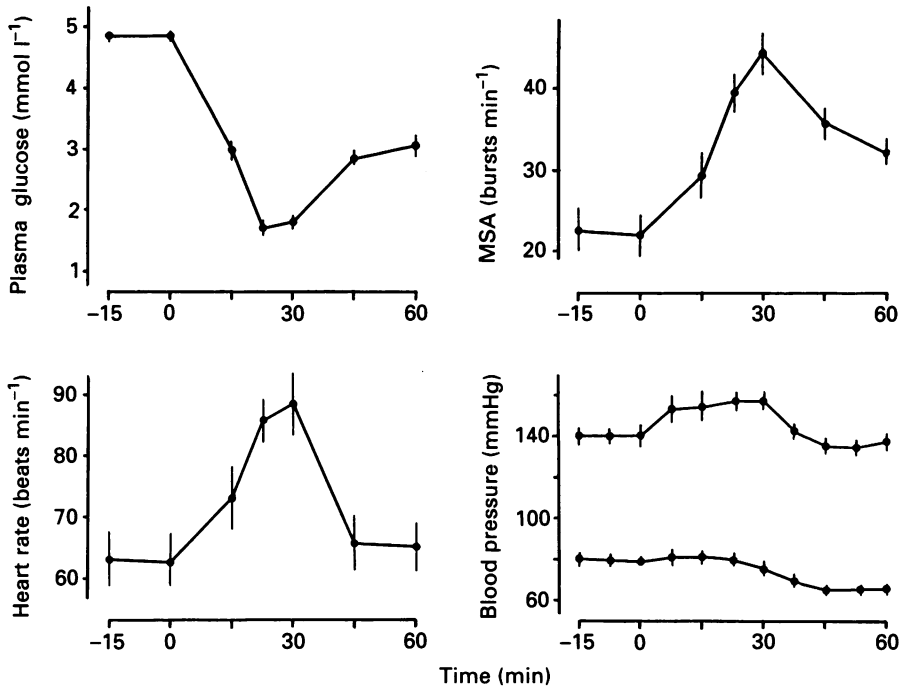 Plasma glucose (mmol l⁻¹)
5
4
3
2
1
−15 0 30 60
MSA (bursts min⁻¹)
40
30
20
−15 0 30 60
Heart rate (beats min⁻¹)
90
80
70
60
−15 0 30 60
Blood pressure (mmHg)
140
100
60
−15 0 30 60
Time (min)